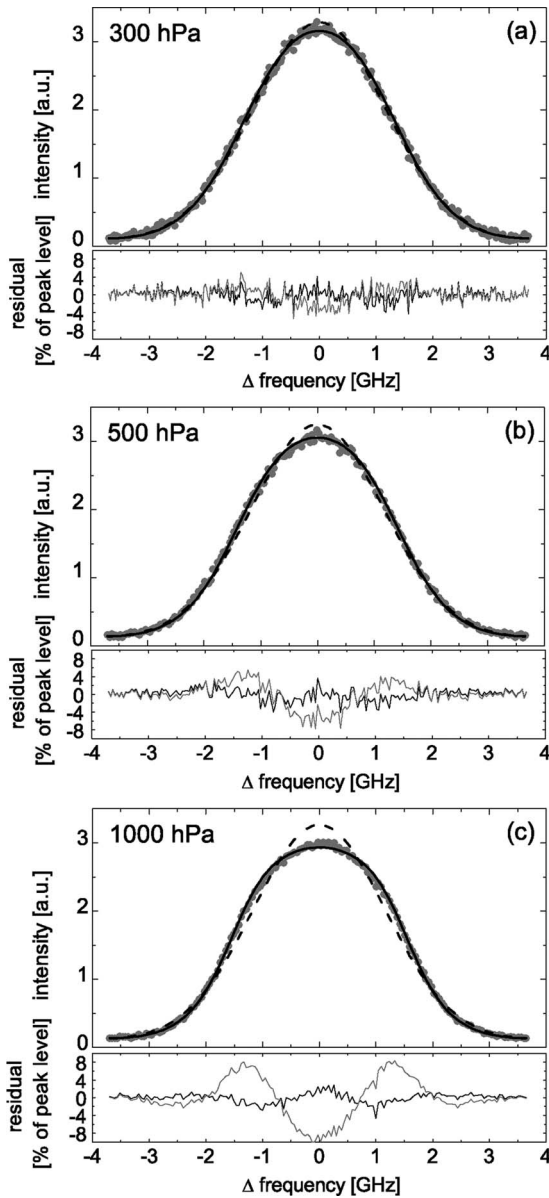 300 hPa
(a)
3
2
1
0
intensity [a.u.]
8
4
0
-4
-8
residual
[% of peak level]
-4 -3 -2 -1 0 1 2 3 4
Δ frequency [GHz]
500 hPa
(b)
3
2
1
0
intensity [a.u.]
8
4
0
-4
-8
residual
[% of peak level]
-4 -3 -2 -1 0 1 2 3 4
Δ frequency [GHz]
1000 hPa
(c)
3
2
1
0
intensity [a.u.]
8
4
0
-4
-8
residual
[% of peak level]
-4 -3 -2 -1 0 1 2 3 4
Δ frequency [GHz]